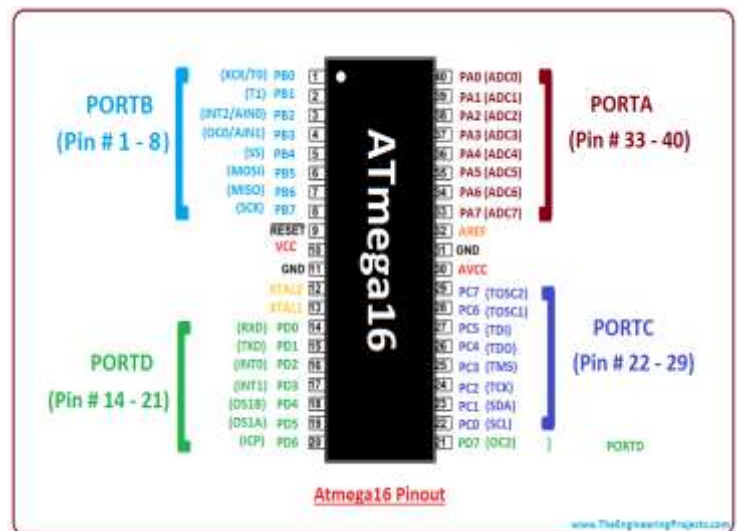 PORTB
(Pin # 1 - 8)
(XCK/T0) PB0 1
(T1) PB1 2
(INT2/AIN0) PB2 3
(OC0/AIN1) PB3 4
(SS) PB4 5
(MOSI) PB5 6
(MISO) PB6 7
(SCK) PB7 8
RESET 9
VCC 10
GND 11
XTAL2 12
XTAL1 13
PORTD
(Pin # 14 - 21)
(RXD) PD0 14
(TXD) PD1 15
(INT0) PD2 16
(INT1) PD3 17
(OS1B) PD4 18
(OS1A) PD5 19
(ICP) PD6 20
ATmega16
40 PA0 (ADC0)
39 PA1 (ADC1)
38 PA2 (ADC2)
37 PA3 (ADC3)
36 PA4 (ADC4)
35 PA5 (ADC5)
34 PA6 (ADC6)
33 PA7 (ADC7)
32 AREF
31 GND
30 AVCC
29 PC7 (TOSC2)
28 PC6 (TOSC1)
27 PC5 (TDI)
26 PC4 (TDO)
25 PC3 (TMS)
24 PC2 (TCK)
23 PC1 (SDA)
22 PC0 (SCL)
21 PD7 (OC2) } PORTD
PORTA
(Pin # 33 - 40)
PORTC
(Pin # 22 - 29)
Atmega16 Pinout
www.TheEngineeringProjects.com